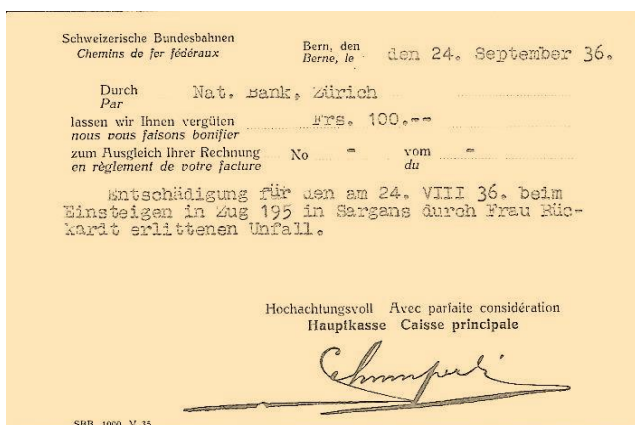 Schweizerische Bundesbahnen
Chemins de fer fédéraux
Bern, den
Berne, le den 24. September 36.
Durch Nat. Bank, Zürich
Par
lassen wir Ihnen vergüten Frs. 100.--
nous vous faisons bonifier
zum Ausgleich Ihrer Rechnung No - vom -
en règlement de votre facture du
Entschädigung für den am 24. VIII 36. beim
Einsteigen in Zug 195 in Sargans durch Frau Rüc-
kardt erlittenen Unfall.
Hochachtungsvoll Avec parfaite considération
Hauptkasse Caisse principale
SBB 1000 V 35